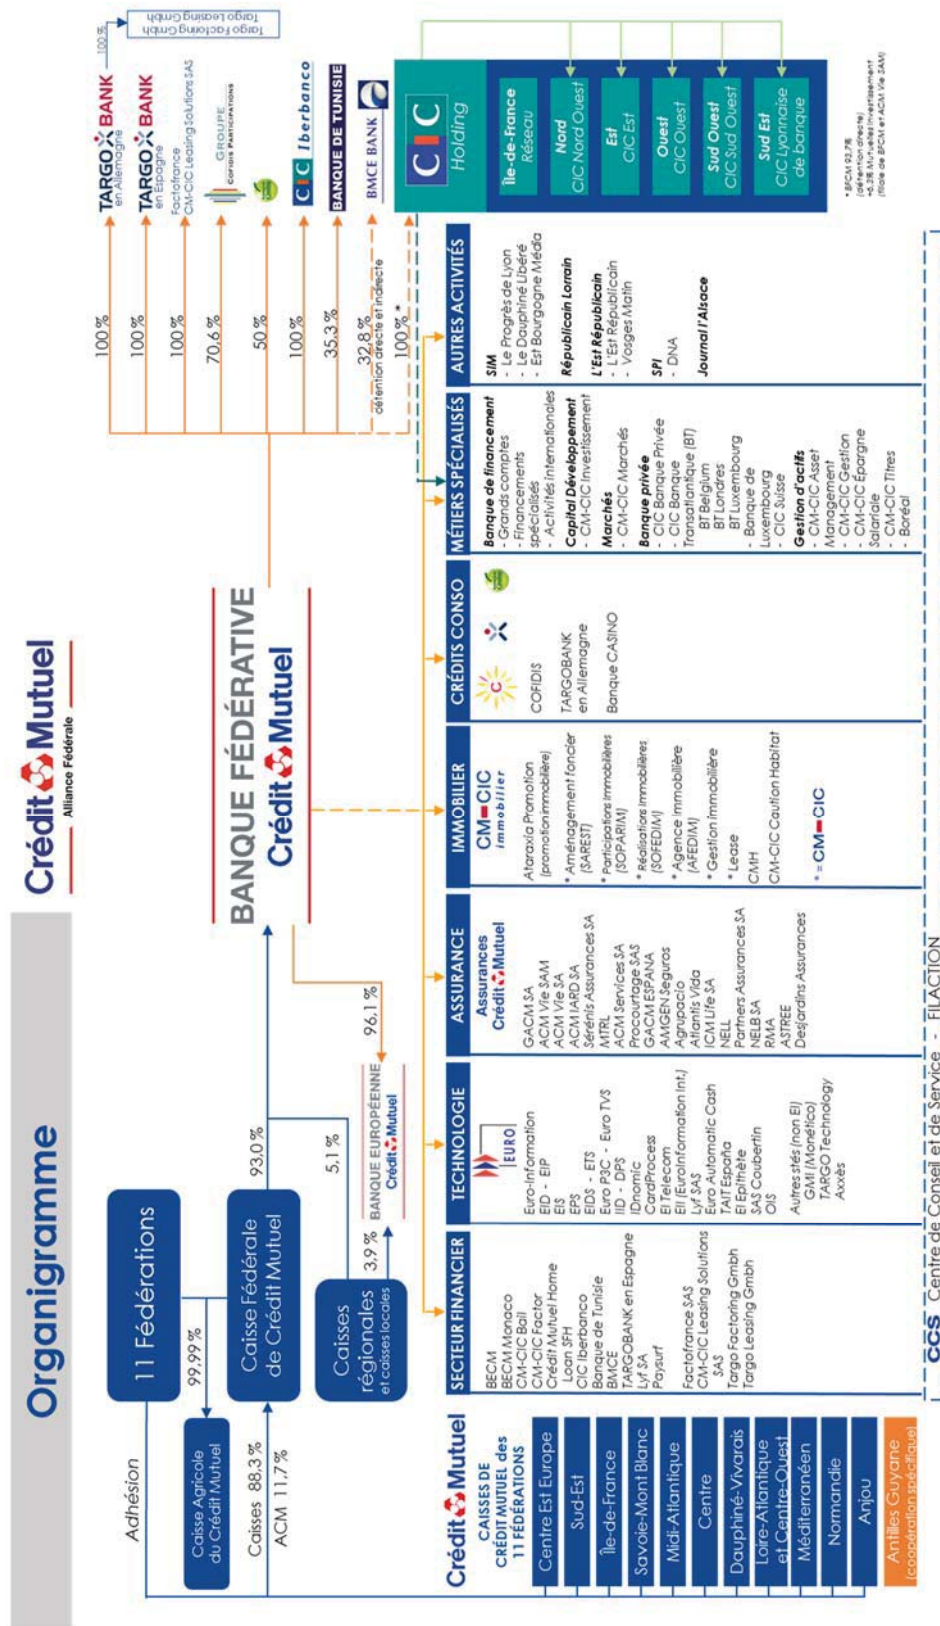 Organigramme
Crédit Mutuel
Alliance Fédérale
11 Fédérations
Adhésion
99,99 %
Caisse Agricole
du Crédit Mutuel
Caisse Fédérale
de Crédit Mutuel
Caisses 88,3 %
ACM 11,7%
93,0%
Caisses
régionales
et caisses locales
5,1 %
3,9 %
BANQUE EUROPÉENNE
Crédit Mutuel
96,1 %
BANQUE FÉDÉRATIVE
Crédit Mutuel
100%
TARGO BANK
en Allemagne
100 %
Targo Factoring Gmbh
Targo Leasing Gmbh
100 %
TARGO BANK
en Espagne
100%
Factofrance
CM-CIC Leasing Solutions SAS
70,6 %
GROUPE
COFIDIS PARTICIPATIONS
50 %
100%
CIC Iberbanco
35,3 %
BANQUE DE TUNISIE
32,8 %
BMCE BANK
détention directe et indirecte
100% *
CIC
Holding
Île-de-France
Réseau
Nord
CIC Nord Ouest
Est
CIC Est
Ouest
CIC Ouest
Sud Ouest
CIC Sud Ouest
Sud Est
CIC Lyonnaise
de banque
* BFCM 93,7%
(détention directe)
+6,3% Mutuelles Investissement
(filiale de BFCM et ACM Vie SAM)
Crédit Mutuel
CAISSES DE
CRÉDIT MUTUEL des
11 FÉDÉRATIONS
Centre Est Europe
Sud-Est
Île-de-France
Savoie-Mont Blanc
Midi-Atlantique
Centre
Dauphiné-Vivarais
Loire-Atlantique
et Centre-Ouest
Méditerranéen
Normandie
Anjou
Antilles Guyane
(coopération spécifique)
SECTEUR FINANCIER
BECM
BECM Monaco
CM-CIC Bail
CM-CIC Factor
Crédit Mutuel Home
Loan SFH
CIC Iberbanco
Banque de Tunisie
BMCE
TARGOBANK en Espagne
Lyf SA
Paysurf
Factofrance SAS
CM-CIC Leasing Solutions
SAS
Targo Factoring Gmbh
Targo Leasing Gmbh
TECHNOLOGIE
EURO
Euro-Information
EID - EIP
EIS
EPS
EIDS - ETS
Euro P3C - Euro TVS
IID - DPS
IDnomic
CardProcess
EI Telecom
EII (EuroInformation Int.)
Lyf SAS
Euro Automatic Cash
TAIT España
EI Epithète
SAS Coubertin
OIS
Autres stés (non EI)
GMI (Monético)
TARGO Technology
Axxès
ASSURANCE
Assurances
Crédit Mutuel
GACM SA
ACM Vie SAM
ACM Vie SA
ACM IARD SA
Sérénis Assurances SA
MTRL
ACM Services SA
Procourtage SAS
GACM ESPANA
AMGEN Seguros
Agrupacio
Atlantis Vida
ICM Life SA
NELL
Partners Assurances SA
NELB SA
RMA
ASTREE
Desjardins Assurances
IMMOBILIER
CM-CIC
immobilier
Ataraxia Promotion
(promotion immobilière)
* Aménagement foncier
(SAREST)
* Participations Immobilières
(SOPARIM)
* Réalisations Immobilières
(SOFEDIM)
* Agence Immobilière
(AFEDIM)
* Gestion Immobilière
* Lease
CMH
CM-CIC Caution Habitat
* = CM-CIC
CRÉDITS CONSO
C
COFIDIS
TARGOBANK
en Allemagne
Banque CASINO
MÉTIERS SPÉCIALISÉS
Banque de financement
- Grands comptes
- Financements
spécialisés
- Activités internationales
Capital Développement
- CM-CIC Investissement
Marchés
- CM-CIC Marchés
Banque privée
- CIC Banque Privée
- CIC Banque
Transatlantique (BT)
BT Belgium
BT Londres
BT Luxembourg
- Banque de
Luxembourg
- CIC Suisse
Gestion d'actifs
- CM-CIC Asset
Management
- CM-CIC Gestion
- CM-CIC Épargne
Salariale
- CM-CIC Titres
- Boréal
AUTRES ACTIVITÉS
SIM
- Le Progrès de Lyon
- Le Dauphiné Libéré
- Est Bourgogne Média
Républicain Lorrain
L'Est Républicain
- L'Est Républicain
- Vosges Matin
SPI
- DNA
Journal l'Alsace
CCS Centre de Conseil et de Service - FILACTION